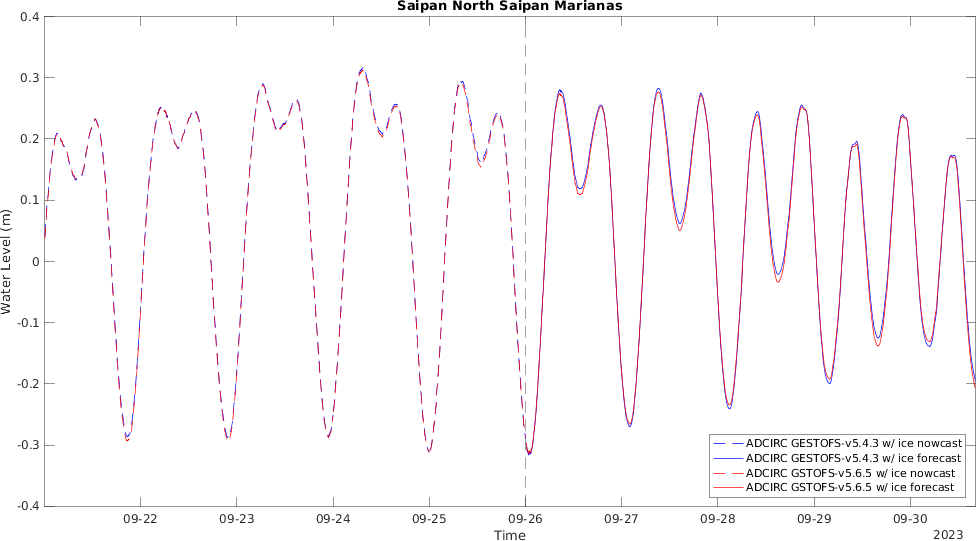 Saipan North Saipan Marianas
0.4
0.3
0.2
0.1
0
-0.1
-0.2
-0.3
-0.4
Water Level (m)
ADCIRC GESTOFS-v5.4.3 w/ ice nowcast
ADCIRC GESTOFS-v5.4.3 w/ ice forecast
ADCIRC GSTOFS-v5.6.5 w/ ice nowcast
ADCIRC GSTOFS-v5.6.5 w/ ice forecast
09-22 09-23 09-24 09-25 09-26 09-27 09-28 09-29 09-30
Time
2023